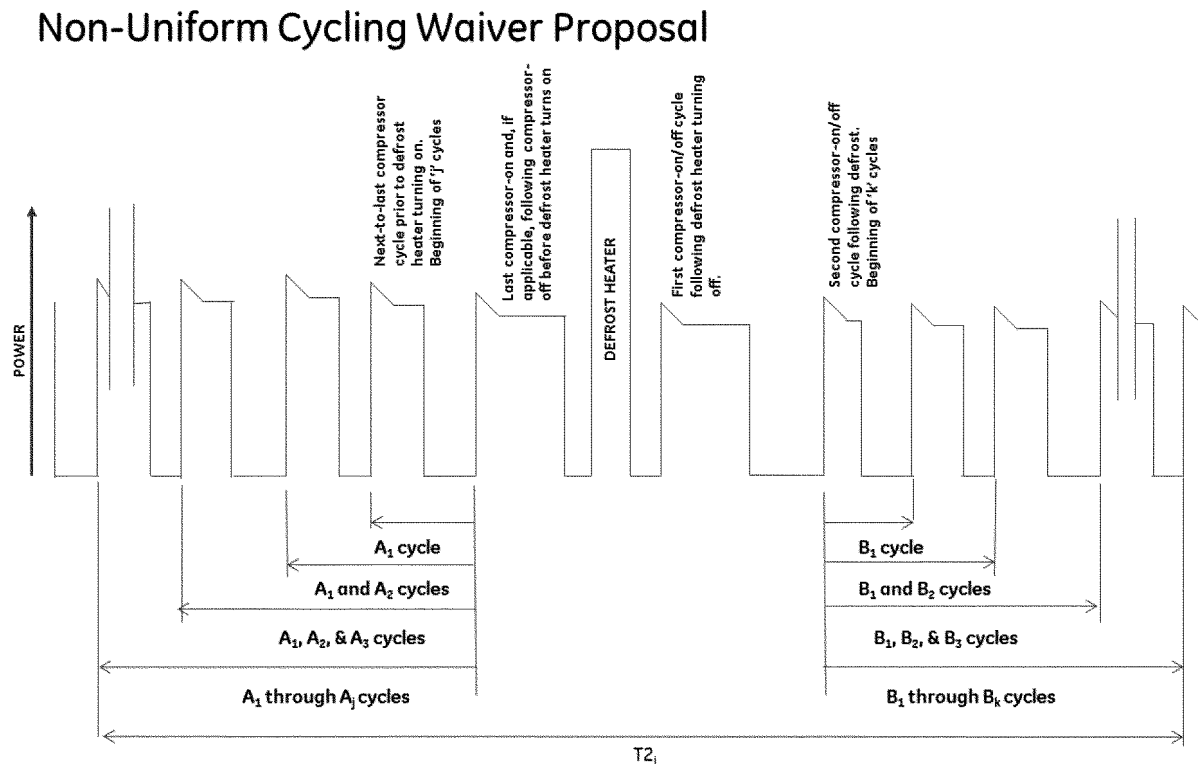 Non-Uniform Cycling Waiver Proposal
POWER
Next-to-last compressor
cycle prior to defrost
heater turning on.
Beginning of 'j' cycles
Last compressor-on and, if
applicable, following compressor-
off before defrost heater turns on
DEFROST HEATER
First compressor-on/off cycle
following defrost heater turning
off.
Second compressor-on/off
cycle following defrost.
Beginning of 'k' cycles
A₁ cycle
B₁ cycle
A₁ and A₂ cycles
B₁ and B₂ cycles
A₁, A₂, & A₃ cycles
B₁, B₂, & B₃ cycles
A₁ through Aⱼ cycles
B₁ through Bₖ cycles
T2ᵢ